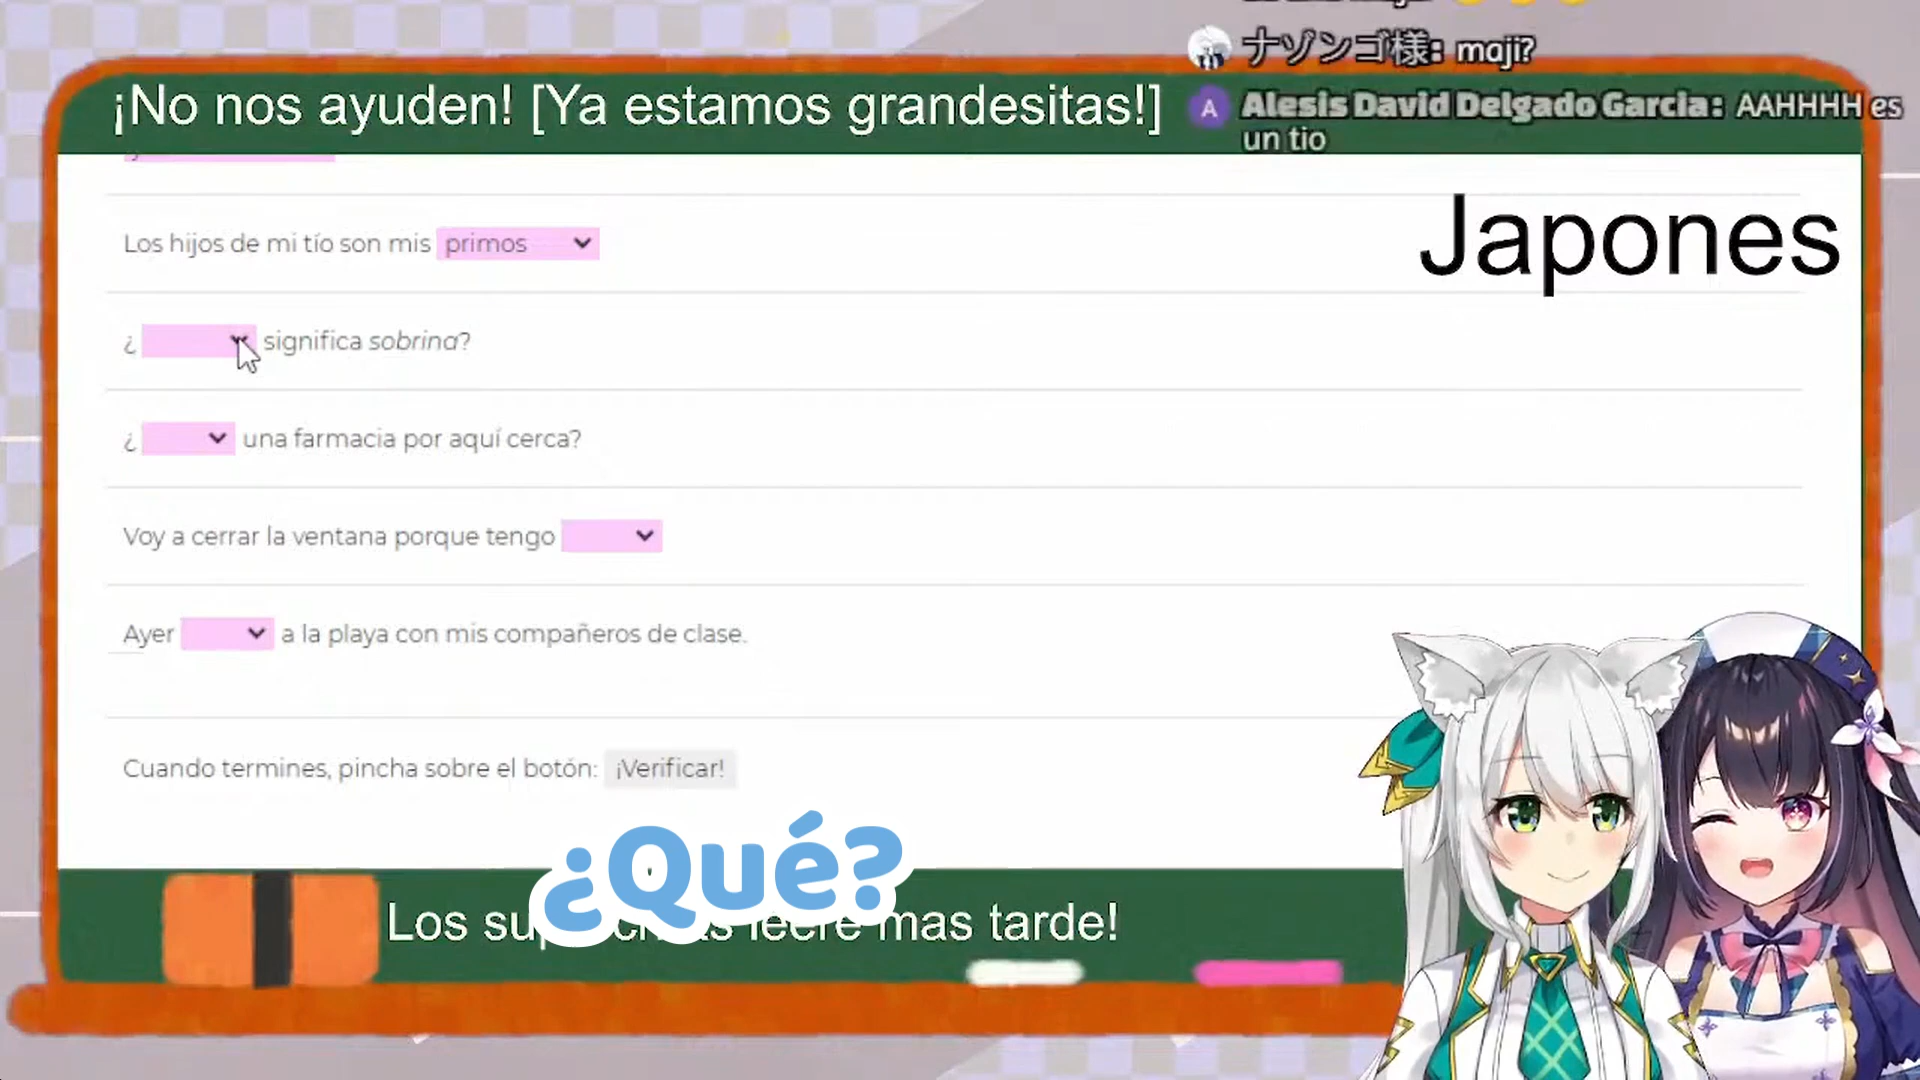 ナゾンゴ様: maji?
¡No nos ayuden! [Ya estamos grandesitas!]
A Alesis David Delgado Garcia: AAHHHH es
un tio
Japones
Los hijos de mi tío son mis primos
¿ significa sobrina?
¿ una farmacia por aquí cerca?
Voy a cerrar la ventana porque tengo
Ayer a la playa con mis compañeros de clase.
Cuando termines, pincha sobre el botón: ¡Verificar!
¿Qué?
Los leere mas tarde!